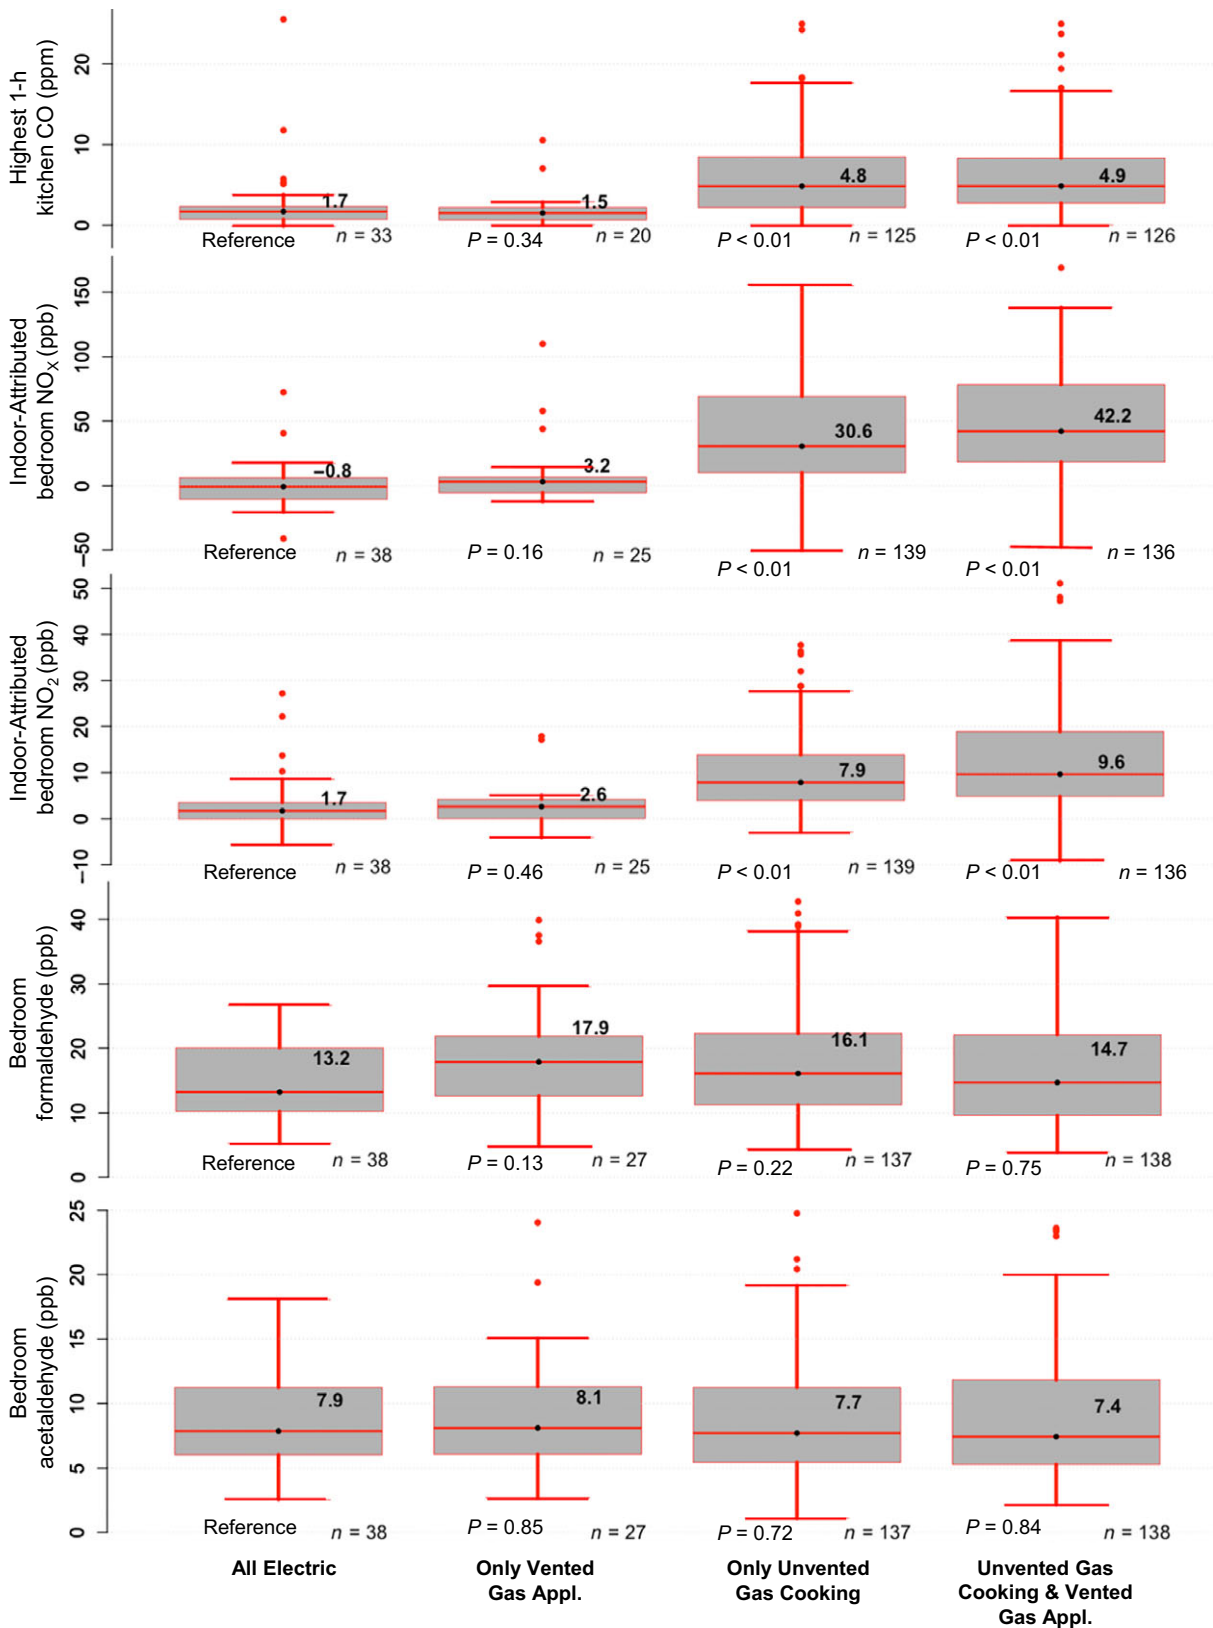 Highest 1-h
kitchen CO (ppm)
20
10
0
1.7
1.5
4.8
4.9
Reference
n = 33
P = 0.34
n = 20
P < 0.01
n = 125
P < 0.01
n = 126
Indoor-Attributed
bedroom NOX (ppb)
150
100
50
0
−50
−0.8
3.2
30.6
42.2
Reference
n = 38
P = 0.16
n = 25
P < 0.01
n = 139
P < 0.01
n = 136
Indoor-Attributed
bedroom NO2 (ppb)
50
40
30
20
10
0
−10
1.7
2.6
7.9
9.6
Reference
n = 38
P = 0.46
n = 25
P < 0.01
n = 139
P < 0.01
n = 136
Bedroom
formaldehyde (ppb)
40
30
20
10
0
13.2
17.9
16.1
14.7
Reference
n = 38
P = 0.13
n = 27
P = 0.22
n = 137
P = 0.75
n = 138
Bedroom
acetaldehyde (ppb)
25
20
15
10
5
0
7.9
8.1
7.7
7.4
Reference
n = 38
P = 0.85
n = 27
P = 0.72
n = 137
P = 0.84
n = 138
All Electric
Only Vented
Gas Appl.
Only Unvented
Gas Cooking
Unvented Gas
Cooking & Vented
Gas Appl.